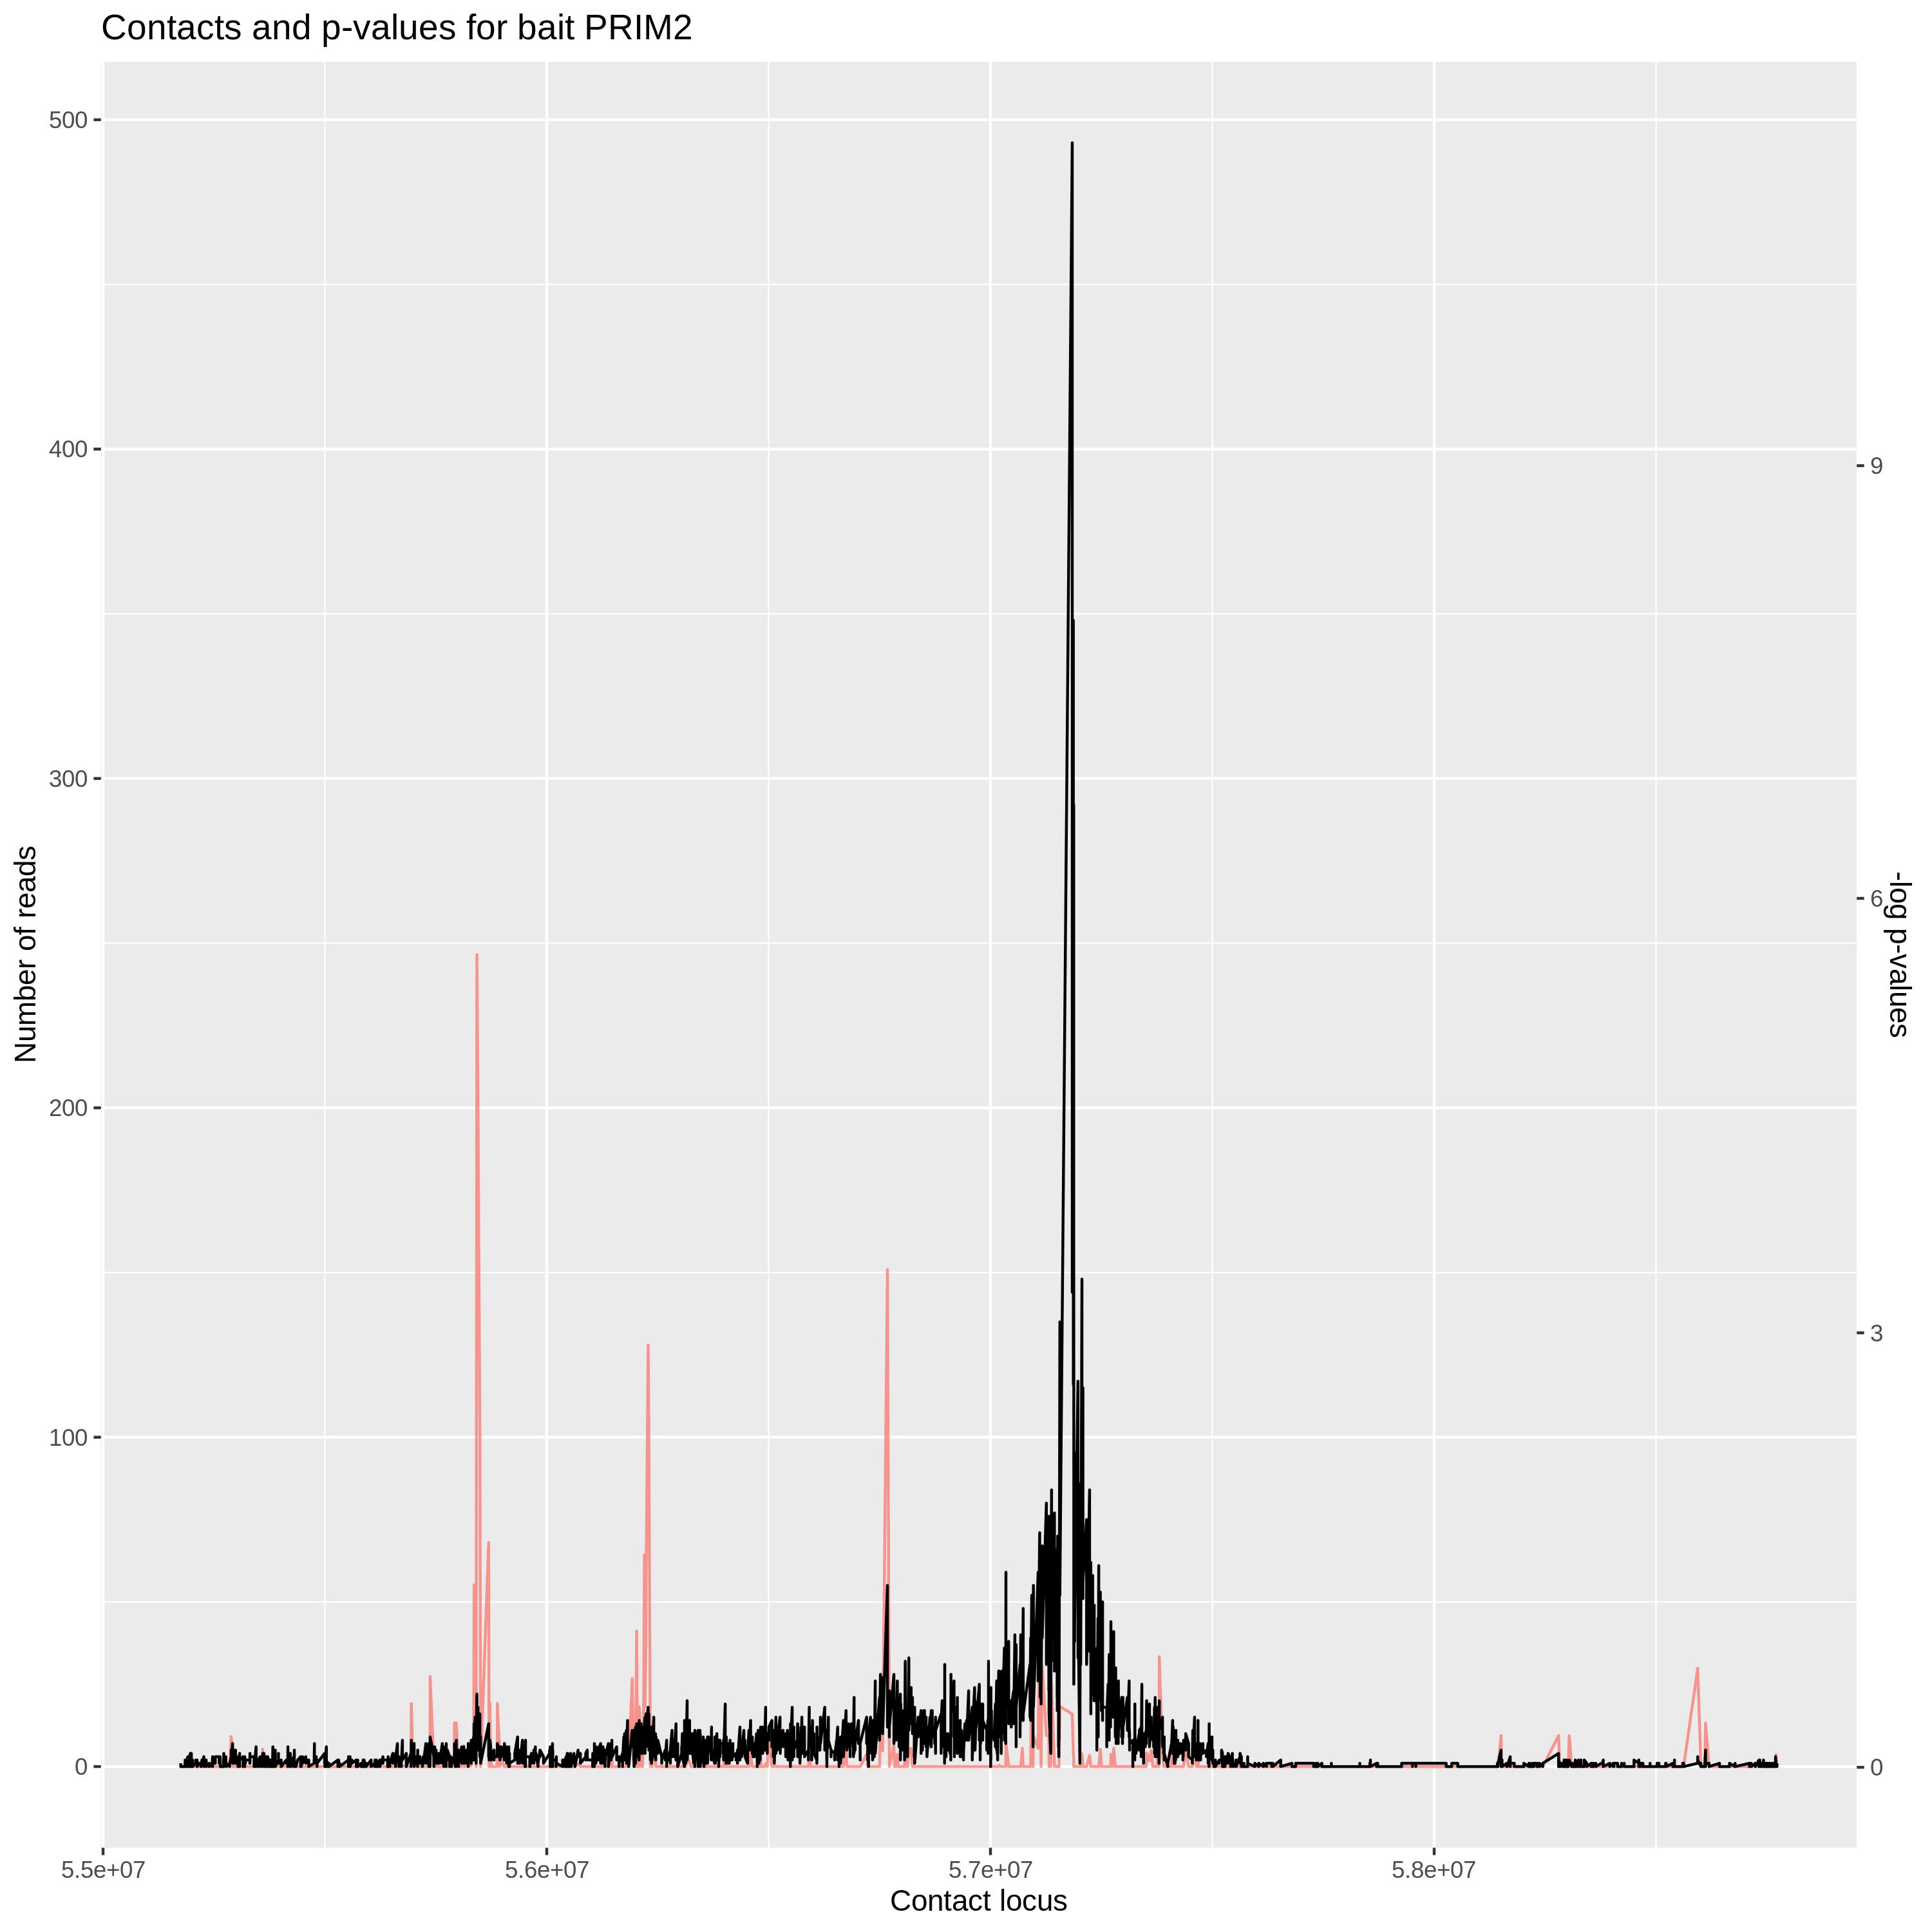 Contacts and p-values for bait PRIM2
500
400
300
200
100
0
Number of reads
9
6
3
0
-log p-values
5.5e+07
5.6e+07
5.7e+07
5.8e+07
Contact locus